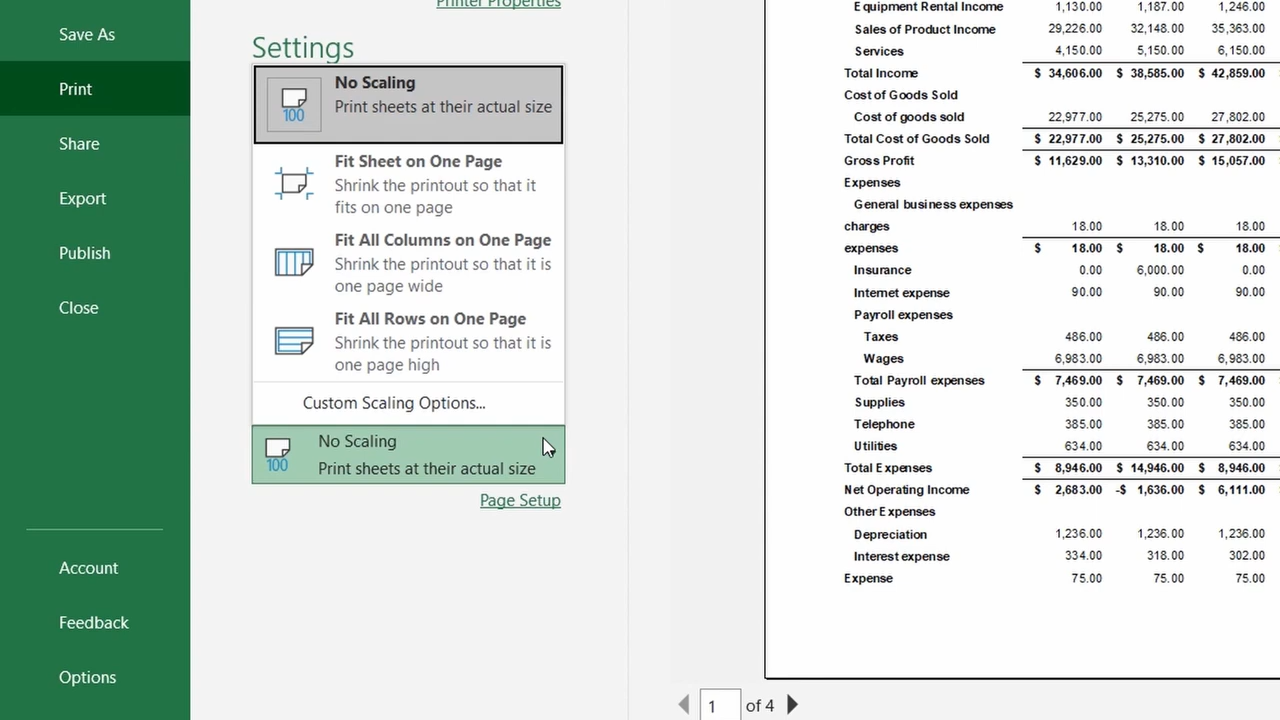 Save As
Print
Share
Export
Publish
Close
Account
Feedback
Options
Printer Properties
Settings
No Scaling
Print sheets at their actual size
100
Fit Sheet on One Page
Shrink the printout so that it
fits on one page
Fit All Columns on One Page
Shrink the printout so that it is
one page wide
Fit All Rows on One Page
Shrink the printout so that it is
one page high
Custom Scaling Options...
No Scaling
100
Print sheets at their actual size
Page Setup
Equipment Rental Income 1,130.00 1,187.00 1,246.00
Sales of Product Income 29,226.00 32,148.00 35,363.00
Services 4,150.00 5,150.00 6,150.00
Total Income $ 34,606.00 $ 38,585.00 $ 42,859.00
Cost of Goods Sold
Cost of goods sold 22,977.00 25,275.00 27,802.00
Total Cost of Goods Sold $ 22,977.00 $ 25,275.00 $ 27,802.00
Gross Profit $ 11,629.00 $ 13,310.00 $ 15,057.00
Expenses
General business expenses
charges 18.00 18.00 18.00
expenses $ 18.00 $ 18.00 $ 18.00
Insurance 0.00 6,000.00 0.00
Internet expense 90.00 90.00 90.00
Payroll expenses
Taxes 486.00 486.00 486.00
Wages 6,983.00 6,983.00 6,983.00
Total Payroll expenses $ 7,469.00 $ 7,469.00 $ 7,469.00
Supplies 350.00 350.00 350.00
Telephone 385.00 385.00 385.00
Utilities 634.00 634.00 634.00
Total Expenses $ 8,946.00 $ 14,946.00 $ 8,946.00
Net Operating Income $ 2,683.00 -$ 1,636.00 $ 6,111.00
Other Expenses
Depreciation 1,236.00 1,236.00 1,236.00
Interest expense 334.00 318.00 302.00
Expense 75.00 75.00 75.00
1 of 4